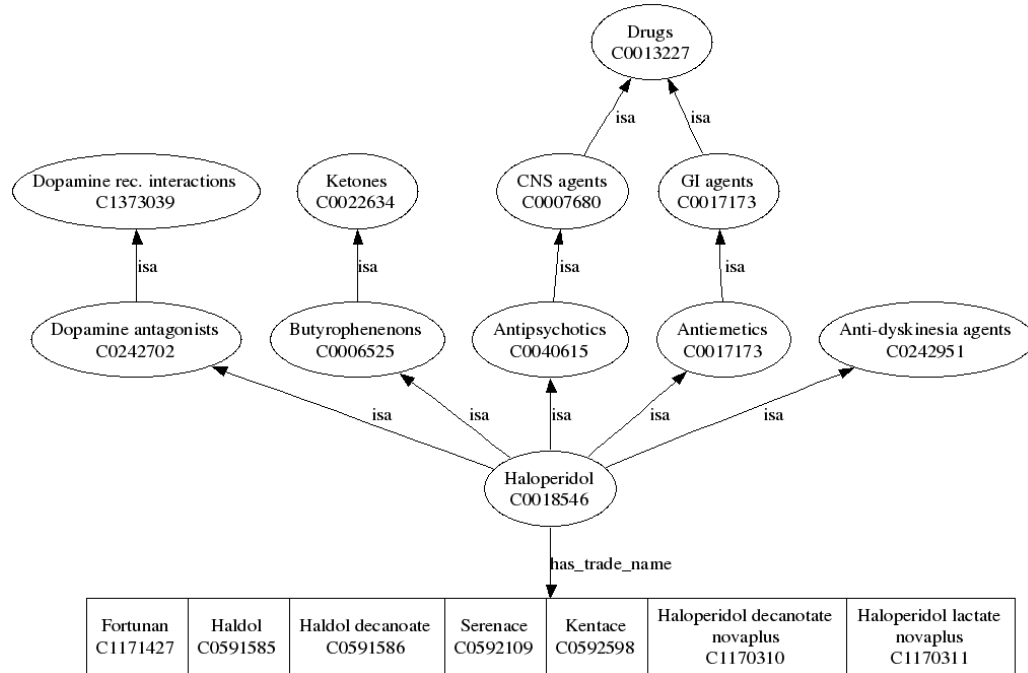 Drugs
C0013227
isa
isa
Dopamine rec. interactions
C1373039
Ketones
C0022634
CNS agents
C0007680
GI agents
C0017173
isa
isa
isa
isa
Dopamine antagonists
C0242702
Butyrophenenons
C0006525
Antipsychotics
C0040615
Antiemetics
C0017173
Anti-dyskinesia agents
C0242951
isa
isa
isa
isa
isa
Haloperidol
C0018546
has_trade_name
Fortunan
C1171427
Haldol
C0591585
Haldol decanoate
C0591586
Serenace
C0592109
Kentace
C0592598
Haloperidol decanotate
novaplus
C1170310
Haloperidol lactate
novaplus
C1170311